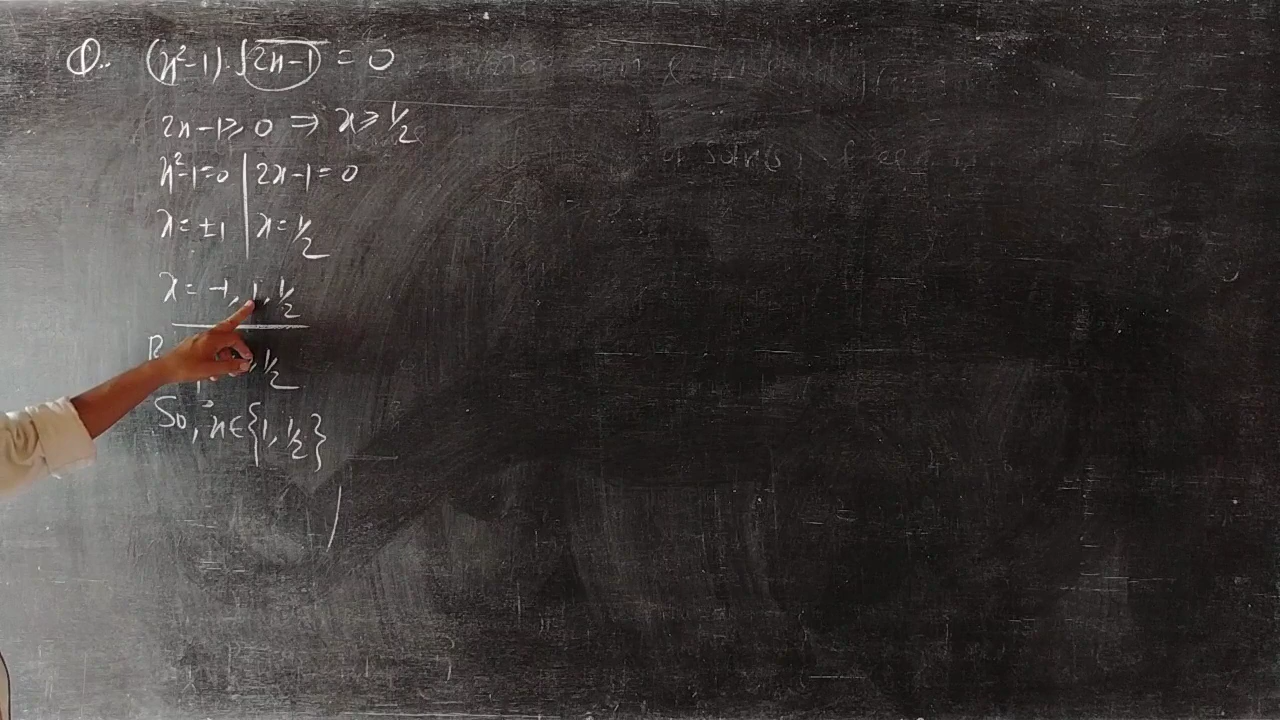 Q.. (x²-1).√(2x-1) = 0
2x-1≥0 ⇒ x≥1/2
x²-1=0 | 2x-1=0
x=±1 | x=1/2
x= -1, 1, 1/2
, 1/2
So, x∈{1, 1/2}